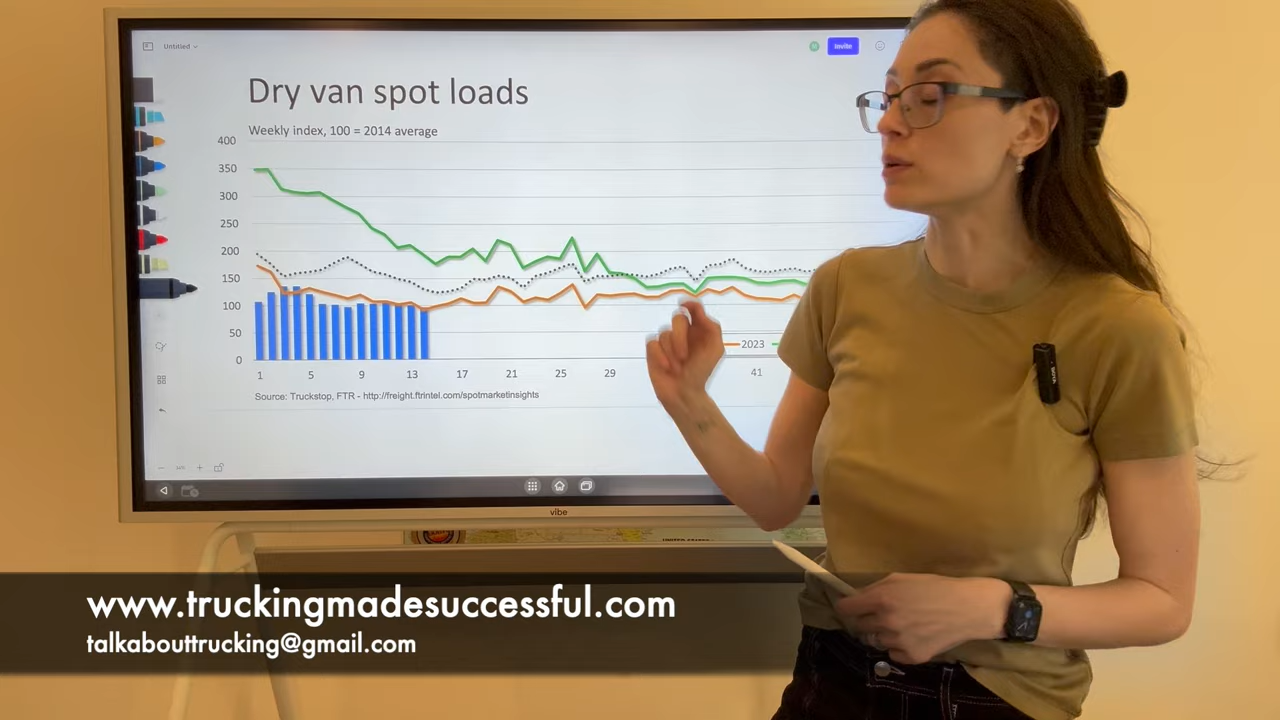 Untitled
Invite
Dry van spot loads
Weekly index, 100 = 2014 average
400
350
300
250
200
150
100
50
0
1 5 9 13 17 21 25 29 41
2023
Source: Truckstop, FTR - http://freight.ftrintel.com/spotmarketinsights
vibe
UNITED STATES
www.truckingmadesuccessful.com
talkabouttrucking@gmail.com